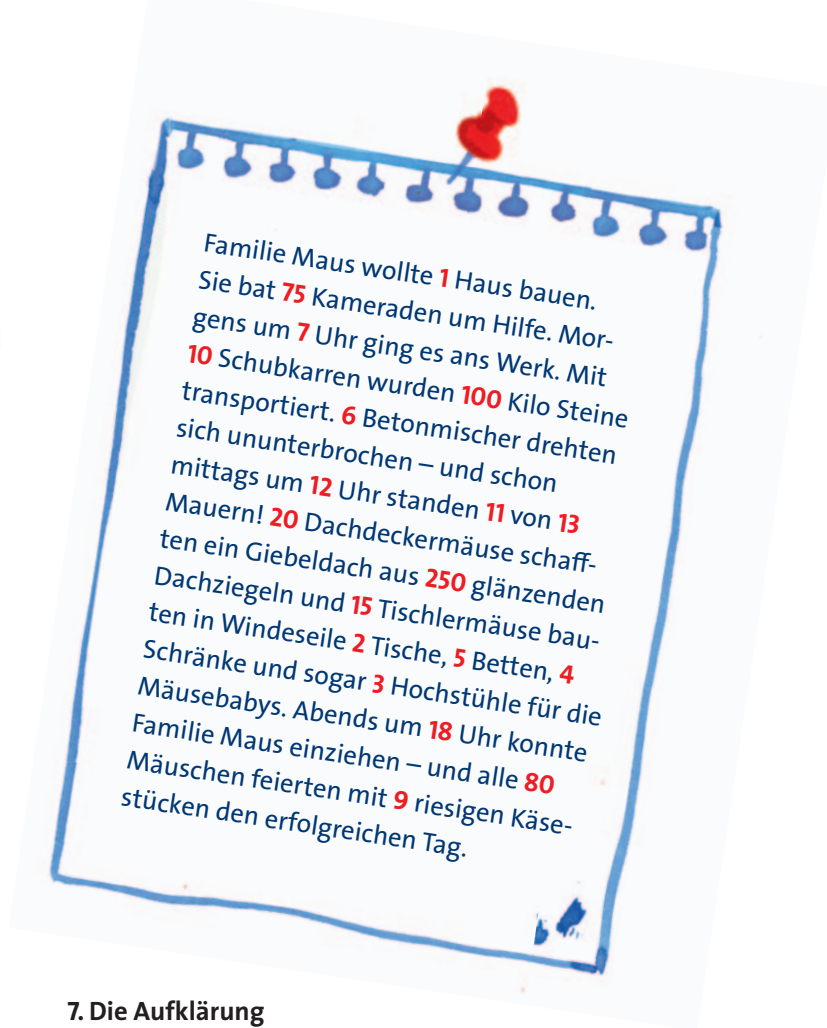 Familie Maus wollte 1 Haus bauen.
Sie bat 75 Kameraden um Hilfe. Mor-
gens um 7 Uhr ging es ans Werk. Mit
10 Schubkarren wurden 100 Kilo Steine
transportiert. 6 Betonmischer drehten
sich ununterbrochen – und schon
mittags um 12 Uhr standen 11 von 13
Mauern! 20 Dachdeckermäuse schaff-
ten ein Giebeldach aus 250 glänzenden
Dachziegeln und 15 Tischlermäuse bau-
ten in Windeseile 2 Tische, 5 Betten, 4
Schränke und sogar 3 Hochstühle für die
Mäusebabys. Abends um 18 Uhr konnte
Familie Maus einziehen – und alle 80
Mäuschen feierten mit 9 riesigen Käse-
stücken den erfolgreichen Tag.
7. Die Aufklärung